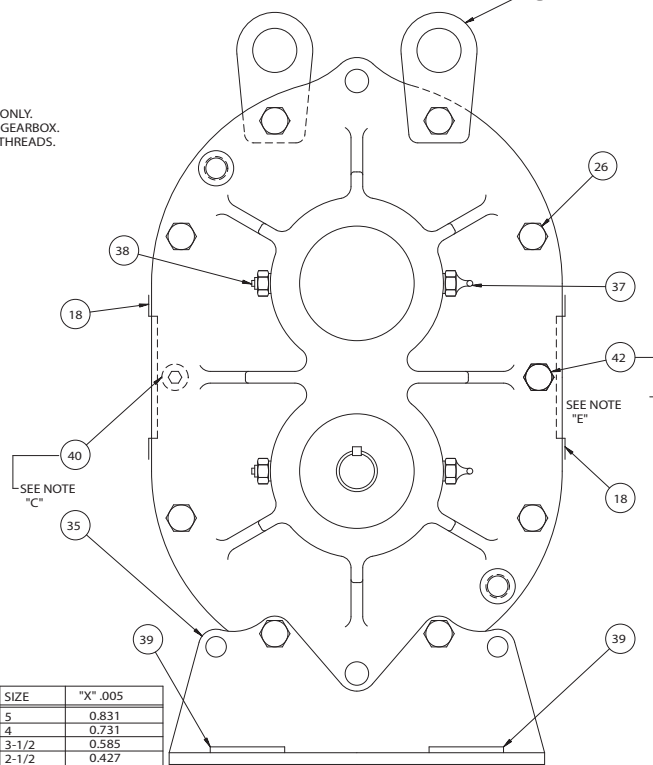 ONLY.
GEARBOX.
THREADS.
26
38
37
18
42
SEE NOTE
"E"
40
SEE NOTE
"C"
18
35
39
39
SIZE "X" .005
5 0.831
4 0.731
3-1/2 0.585
2-1/2 0.427